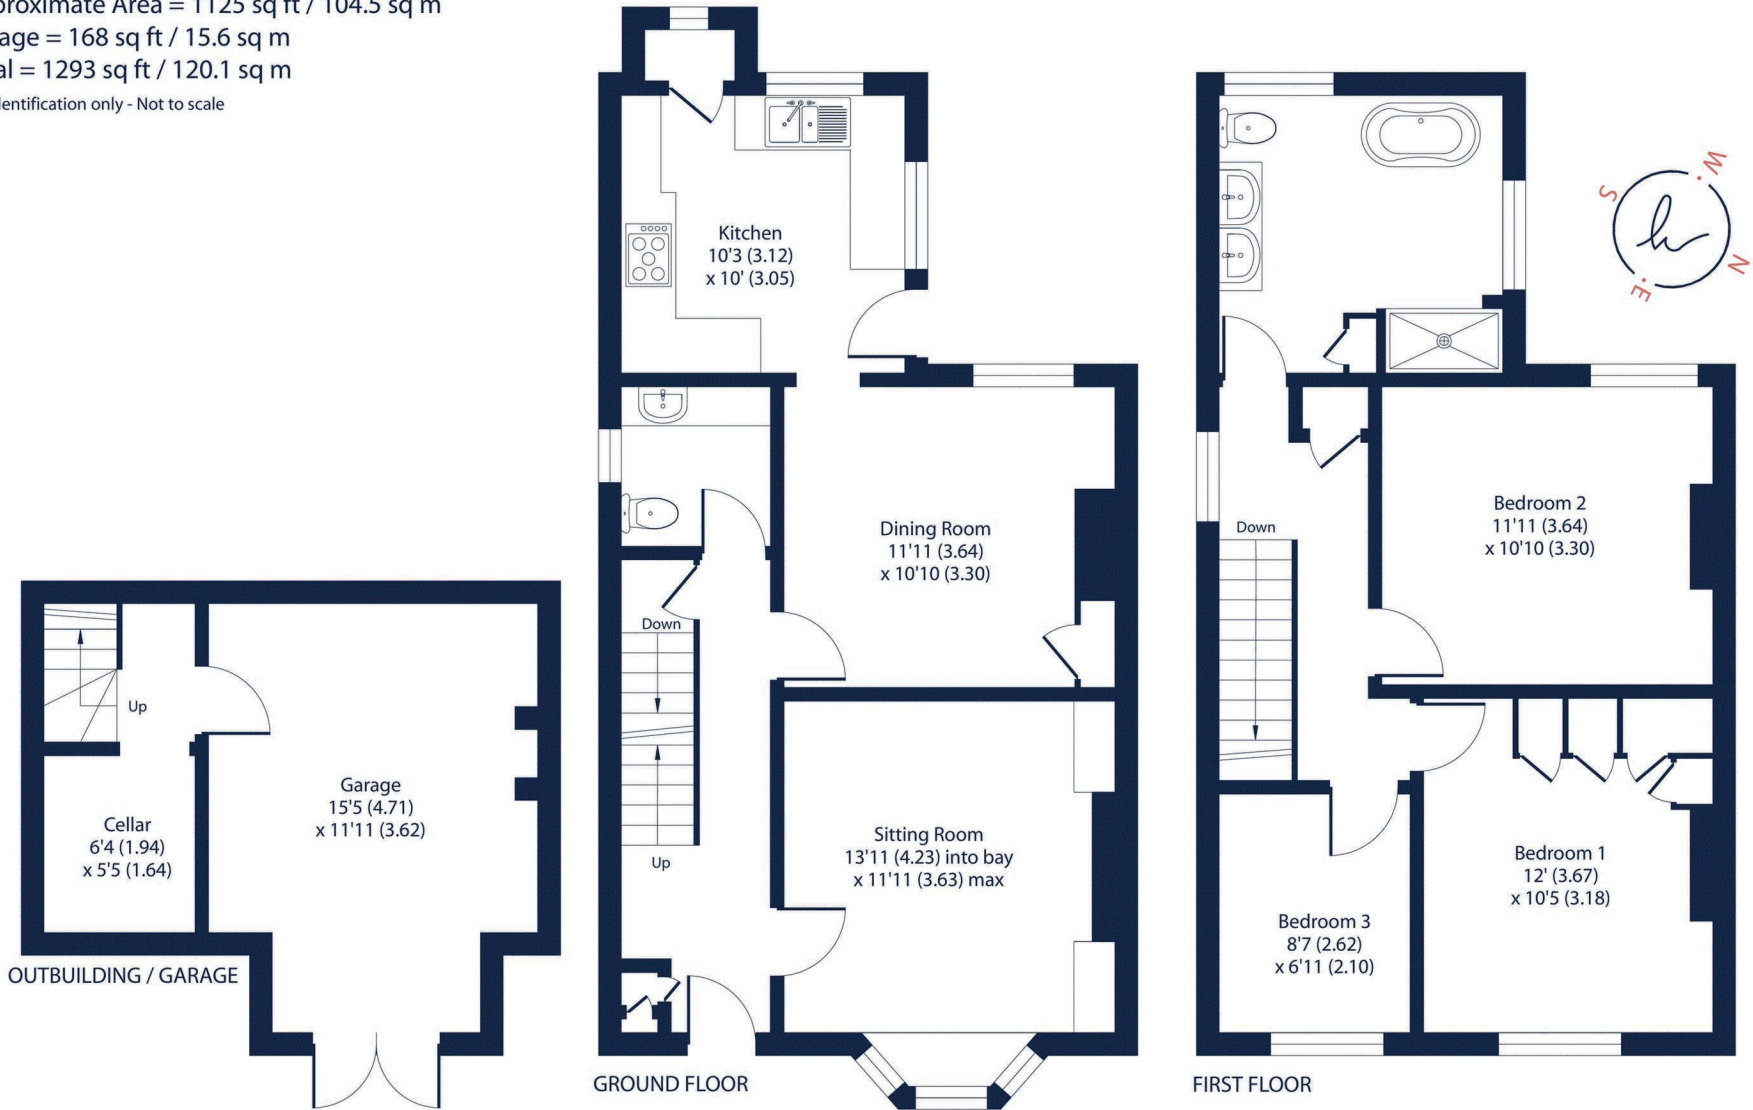 proximate Area = 1125 sq ft / 104.5 sq m
age = 168 sq ft / 15.6 sq m
al = 1293 sq ft / 120.1 sq m
dentification only - Not to scale
Kitchen
10'3 (3.12)
x 10' (3.05)
Dining Room
11'11 (3.64)
x 10'10 (3.30)
Down
Up
Sitting Room
13'11 (4.23) into bay
x 11'11 (3.63) max
GROUND FLOOR
Up
Cellar
6'4 (1.94)
x 5'5 (1.64)
Garage
15'5 (4.71)
x 11'11 (3.62)
OUTBUILDING / GARAGE
Down
Bedroom 2
11'11 (3.64)
x 10'10 (3.30)
Bedroom 1
12' (3.67)
x 10'5 (3.18)
Bedroom 3
8'7 (2.62)
x 6'11 (2.10)
FIRST FLOOR
W
S
N
E